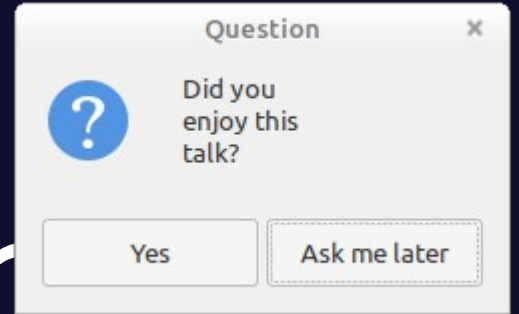 Question
Did you
enjoy this
talk?
Yes
Ask me later